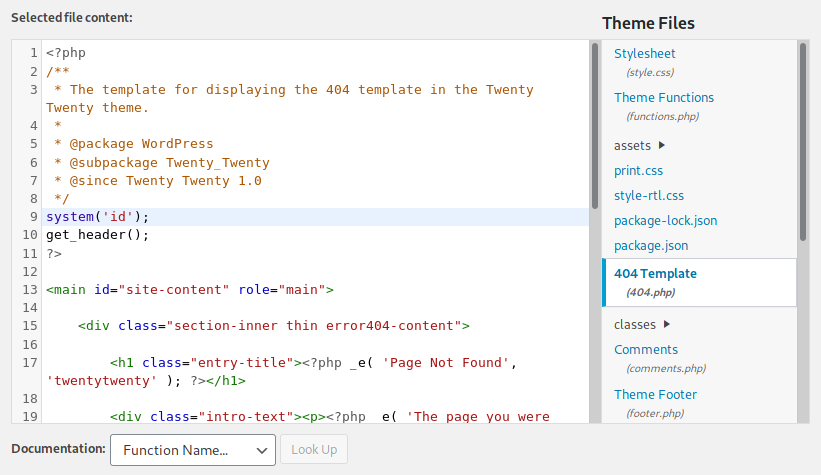 Selected file content:
Theme Files
1 <?php
2 /**
3  * The template for displaying the 404 template in the Twenty
Twenty theme.
4  *
5  * @package WordPress
6  * @subpackage Twenty_Twenty
7  * @since Twenty Twenty 1.0
8  */
9 system('id');
10 get_header();
11 ?>
12
13 <main id="site-content" role="main">
14
15     <div class="section-inner thin error404-content">
16
17         <h1 class="entry-title"><?php _e( 'Page Not Found',
'twentytwenty' ); ?></h1>
18
19         <div class="intro-text"><p><?php _e( 'The page you were
Stylesheet
(style.css)
Theme Functions
(functions.php)
assets
print.css
style-rtl.css
package-lock.json
package.json
404 Template
(404.php)
classes
Comments
(comments.php)
Theme Footer
(footer.php)
Documentation: Function Name... Look Up